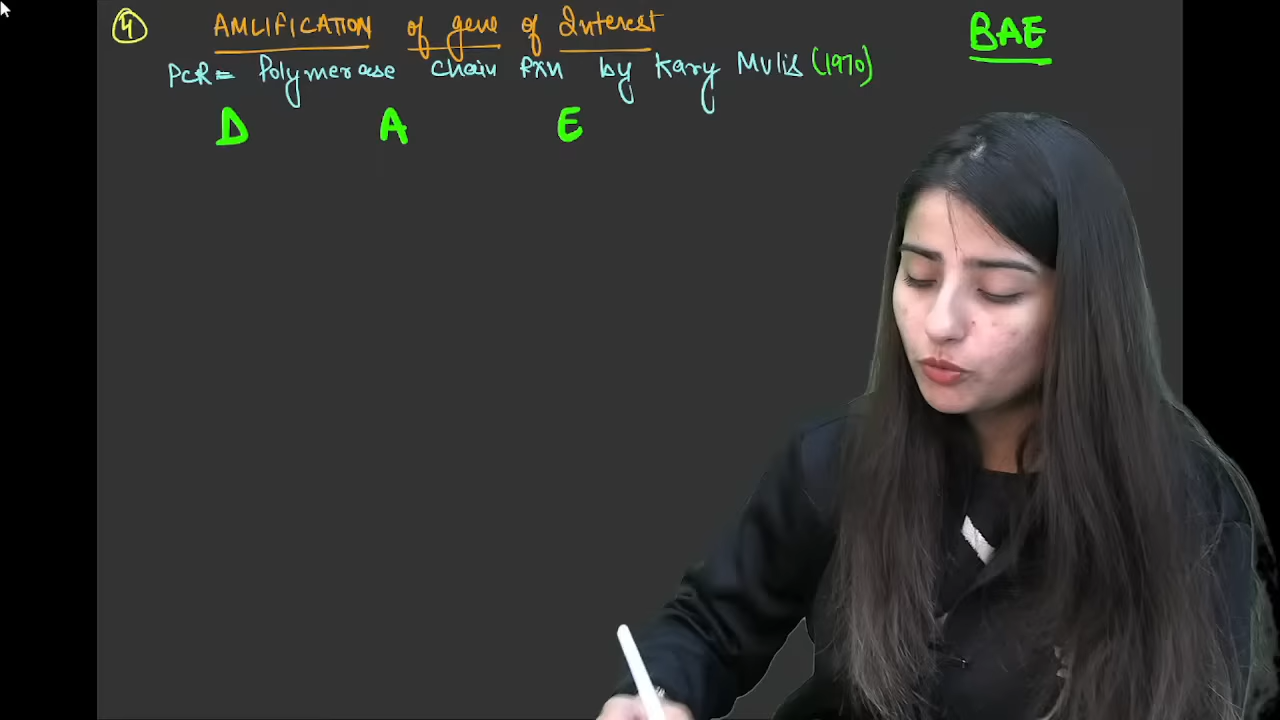 4 AMLIFICATION of gene of Interest
BAE
PCR = Polymerase Chain Rxn by Kary Mulis (1970)
D A E